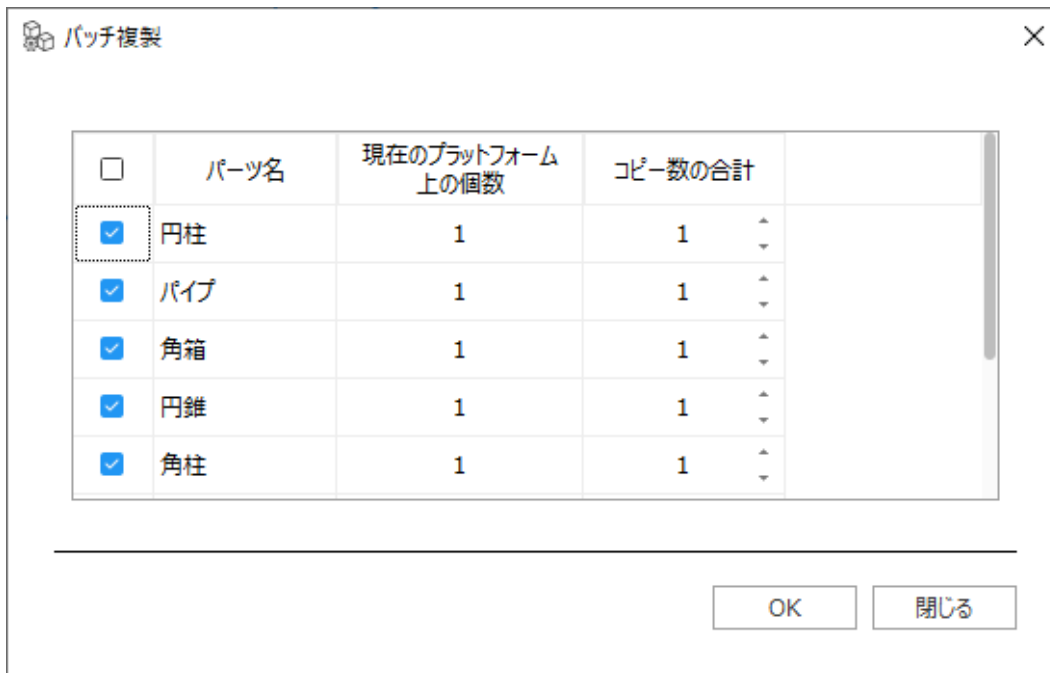 バッチ複製
パーツ名
現在のプラットフォーム
上の個数
コピー数の合計
円柱 1 1
パイプ 1 1
角箱 1 1
円錐 1 1
角柱 1 1
OK 閉じる